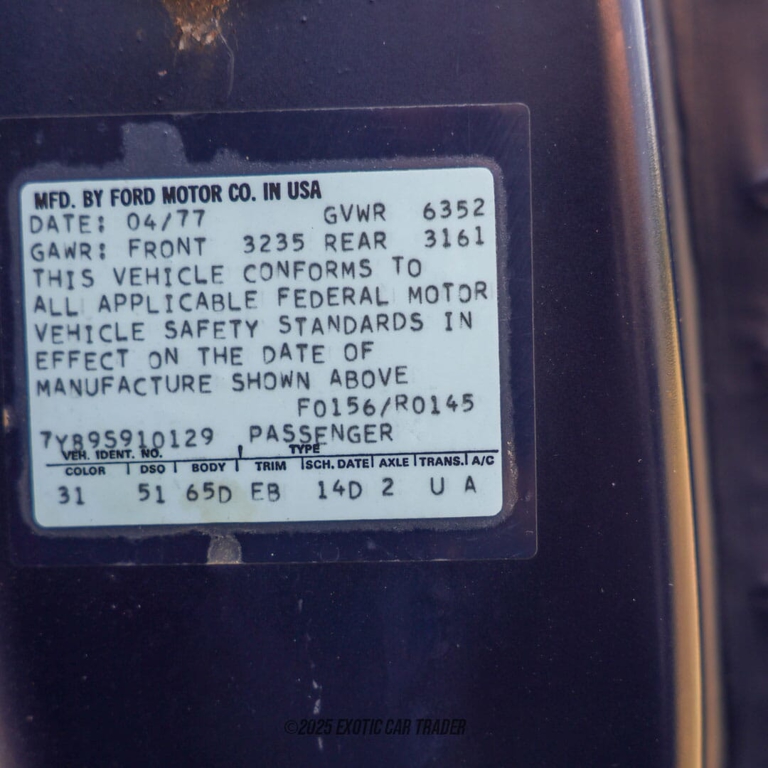 MFD. BY FORD MOTOR CO. IN USA
DATE: 04/77 GVWR 6352
GAWR: FRONT 3235 REAR 3161
THIS VEHICLE CONFORMS TO
ALL APPLICABLE FEDERAL MOTOR
VEHICLE SAFETY STANDARDS IN
EFFECT ON THE DATE OF
MANUFACTURE SHOWN ABOVE
F0156/R0145
7Y89S910129 PASSENGER
VEH. IDENT. NO. TYPE
COLOR DSO BODY TRIM SCH. DATE AXLE TRANS. A/C
31 51 65D EB 14D 2 U A
©2025 EXOTIC CAR TRADER